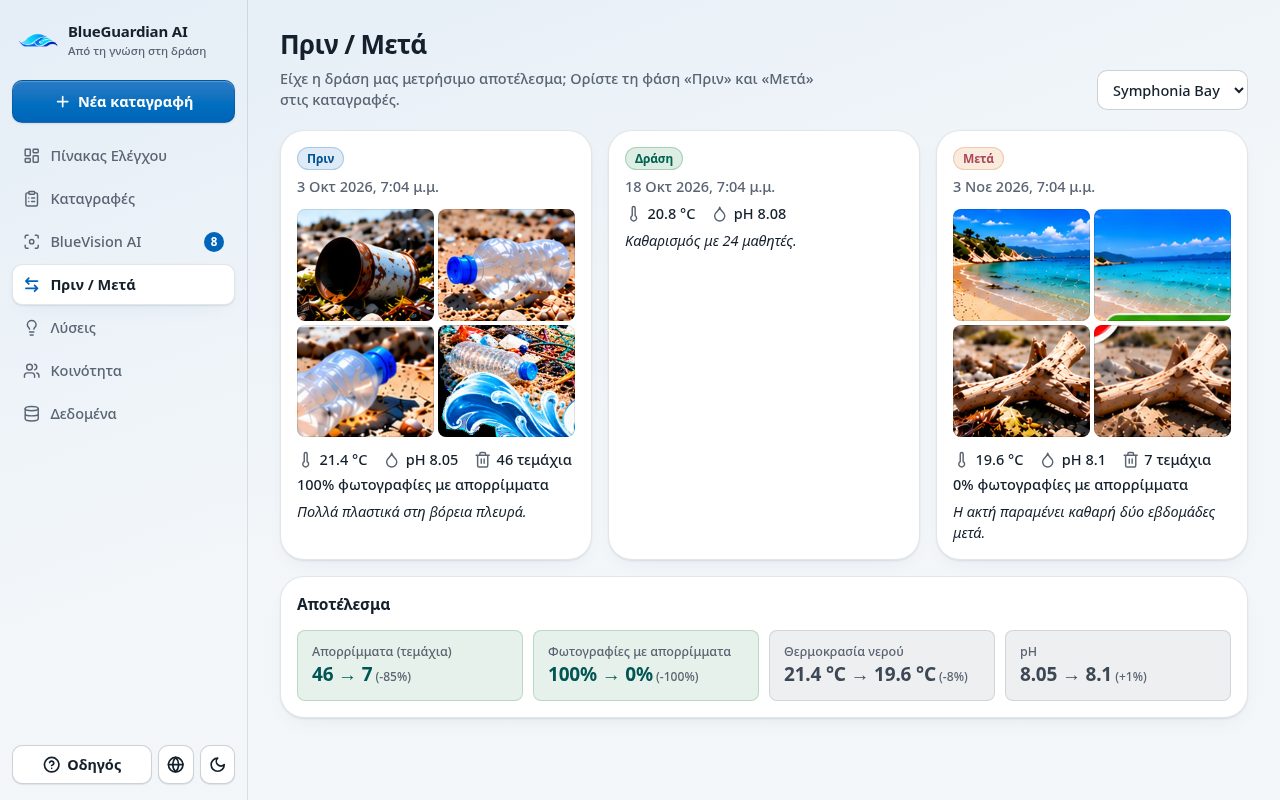 BlueGuardian AI
Από τη γνώση στη δράση
Νέα καταγραφή
Πίνακας Ελέγχου
Καταγραφές
BlueVision AI
8
Πριν / Μετά
Λύσεις
Κοινότητα
Δεδομένα
Οδηγός
Πριν / Μετά
Είχε η δράση μας μετρήσιμο αποτέλεσμα; Ορίστε τη φάση «Πριν» και «Μετά»
στις καταγραφές.
Symphonia Bay
Πριν
3 Οκτ 2026, 7:04 μ.μ.
21.4 °C pH 8.05 46 τεμάχια
100% φωτογραφίες με απορρίμματα
Πολλά πλαστικά στη βόρεια πλευρά.
Δράση
18 Οκτ 2026, 7:04 μ.μ.
20.8 °C pH 8.08
Καθαρισμός με 24 μαθητές.
Μετά
3 Νοε 2026, 7:04 μ.μ.
19.6 °C pH 8.1 7 τεμάχια
0% φωτογραφίες με απορρίμματα
Η ακτή παραμένει καθαρή δύο εβδομάδες
μετά.
Αποτέλεσμα
Απορρίμματα (τεμάχια)
46 → 7 (-85%)
Φωτογραφίες με απορρίμματα
100% → 0% (-100%)
Θερμοκρασία νερού
21.4 °C → 19.6 °C (-8%)
pH
8.05 → 8.1 (+1%)